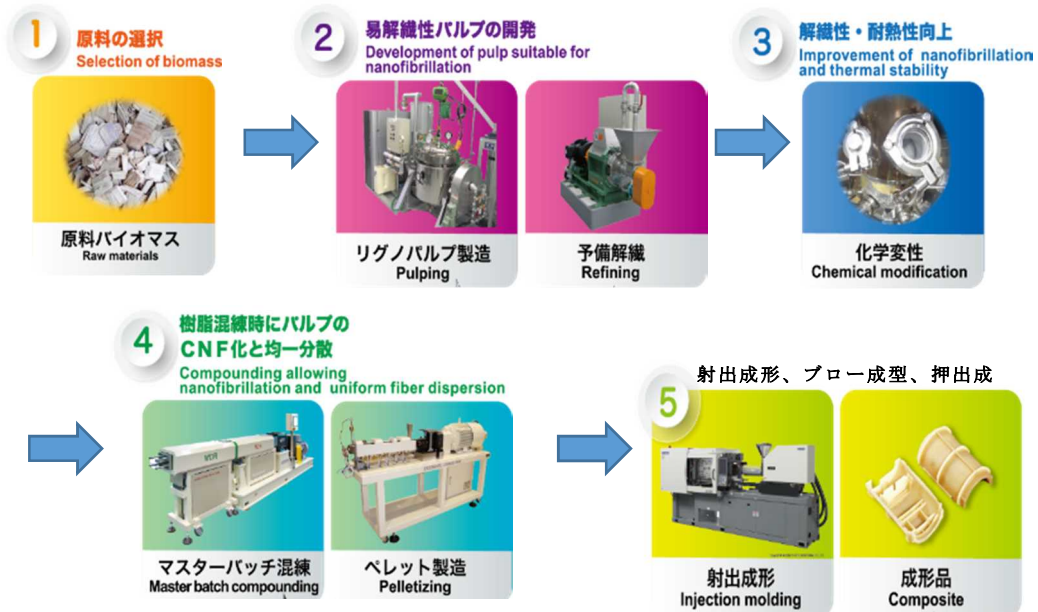 1
原料の選択
Selection of biomass
原料バイオマス
Raw materials
2
易解繊性パルプの開発
Development of pulp suitable for
nanofibrillation
リグノパルプ製造
Pulping
予備解繊
Refining
3
解繊性・耐熱性向上
Improvement of nanofibrillation
and thermal stability
化学変性
Chemical modification
4
樹脂混練時にパルプの
CNF化と均一分散
Compounding allowing
nanofibrillation and uniform fiber dispersion
マスターバッチ混練
Master batch compounding
ペレット製造
Pelletizing
5
射出成形、ブロー成型、押出成
射出成形
Injection molding
成形品
Composite